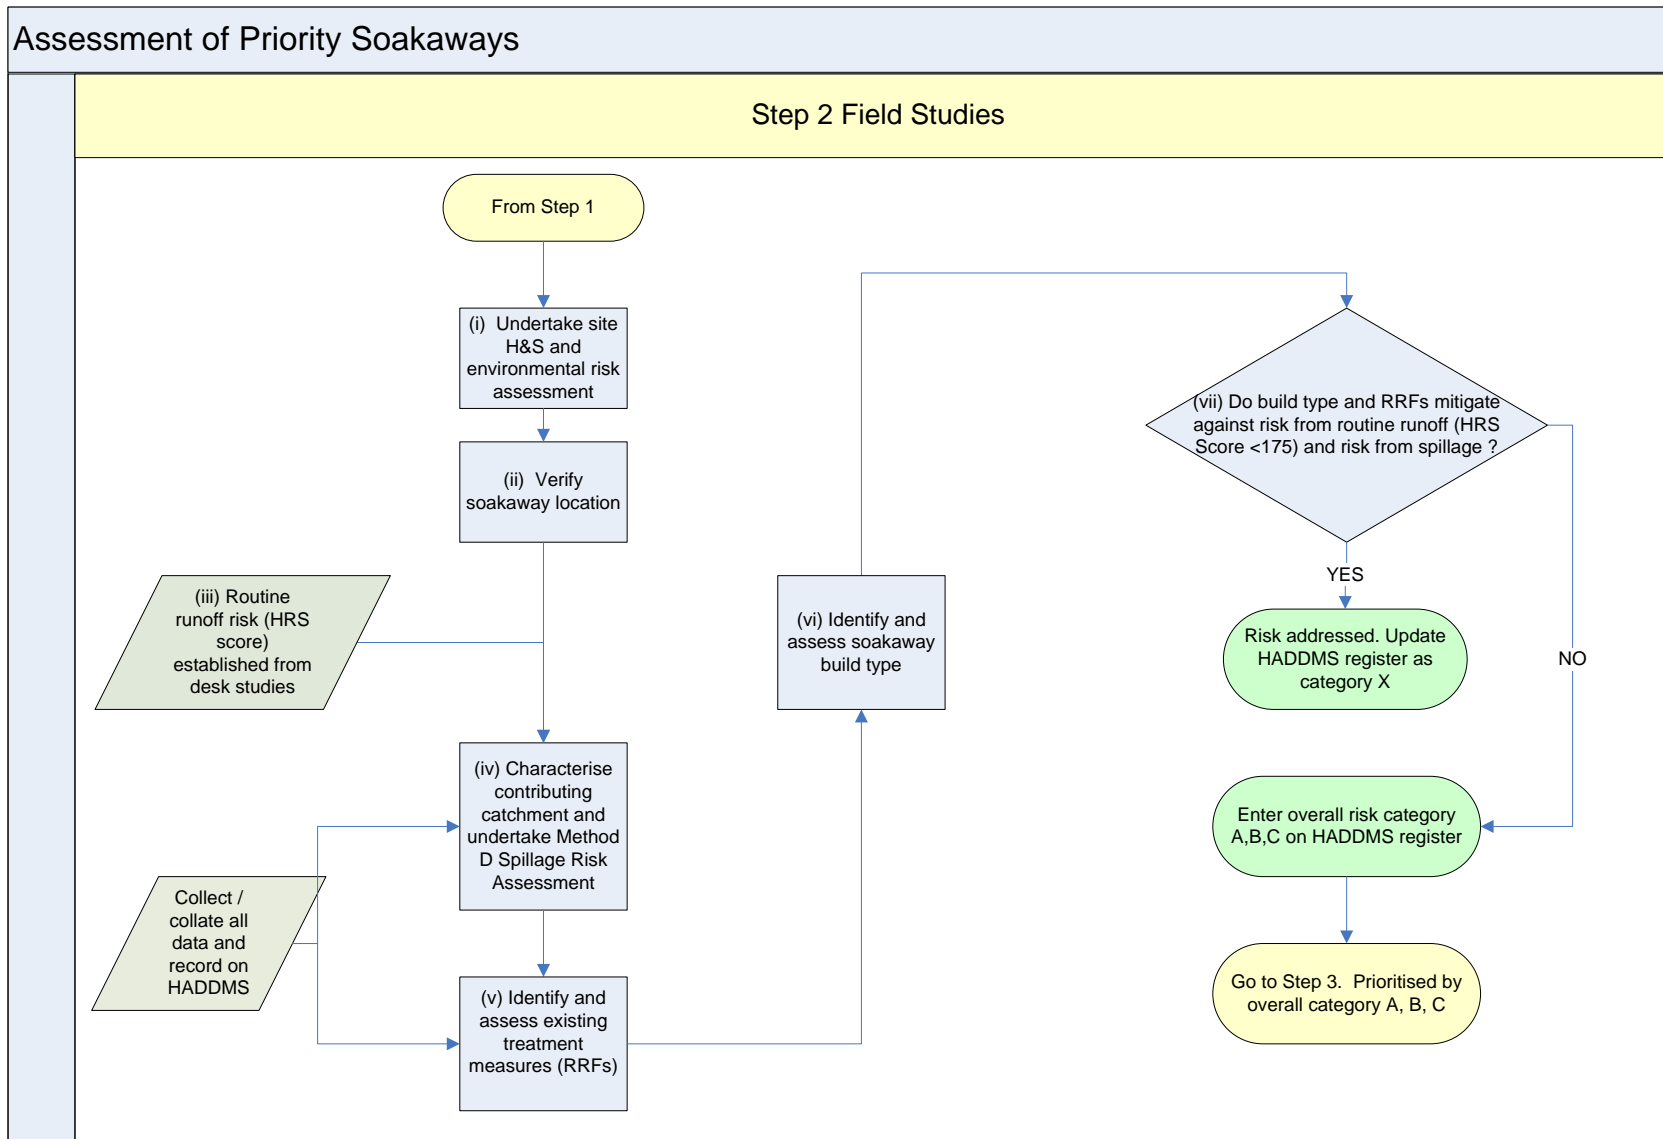 Assessment of Priority Soakaways
Step 2 Field Studies
From Step 1
(i) Undertake site
H&S and
environmental risk
assessment
(ii) Verify
soakaway location
(iii) Routine
runoff risk (HRS
score)
established from
desk studies
(iv) Characterise
contributing
catchment and
undertake Method
D Spillage Risk
Assessment
Collect /
collate all
data and
record on
HADDMS
(v) Identify and
assess existing
treatment
measures (RRFs)
(vi) Identify and
assess soakaway
build type
(vii) Do build type and RRFs mitigate
against risk from routine runoff (HRS
Score <175) and risk from spillage ?
YES
NO
Risk addressed. Update
HADDMS register as
category X
Enter overall risk category
A,B,C on HADDMS register
Go to Step 3. Prioritised by
overall category A, B, C